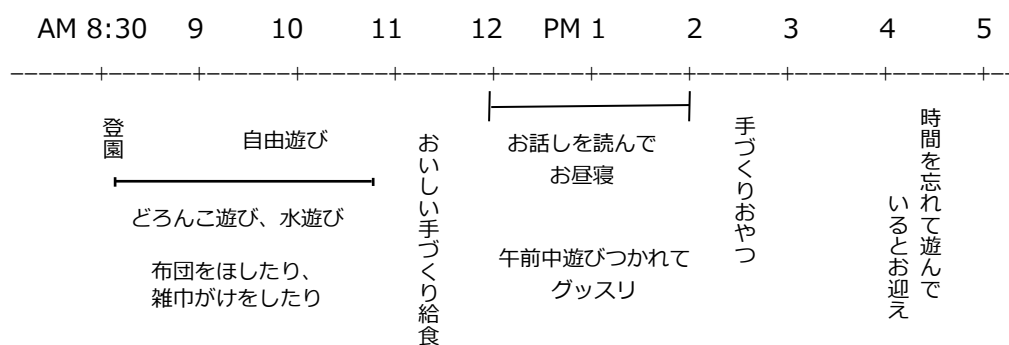 AM 8:30 9 10 11 12 PM 1 2 3 4 5
登園
自由遊び
どろんこ遊び、水遊び
布団をほしたり、
雑巾がけをしたり
おいしい手づくり給食
お話しを読んで
お昼寝
午前中遊びつかれて
グッスリ
手づくりおやつ
時間を忘れて遊んで
いるとお迎え